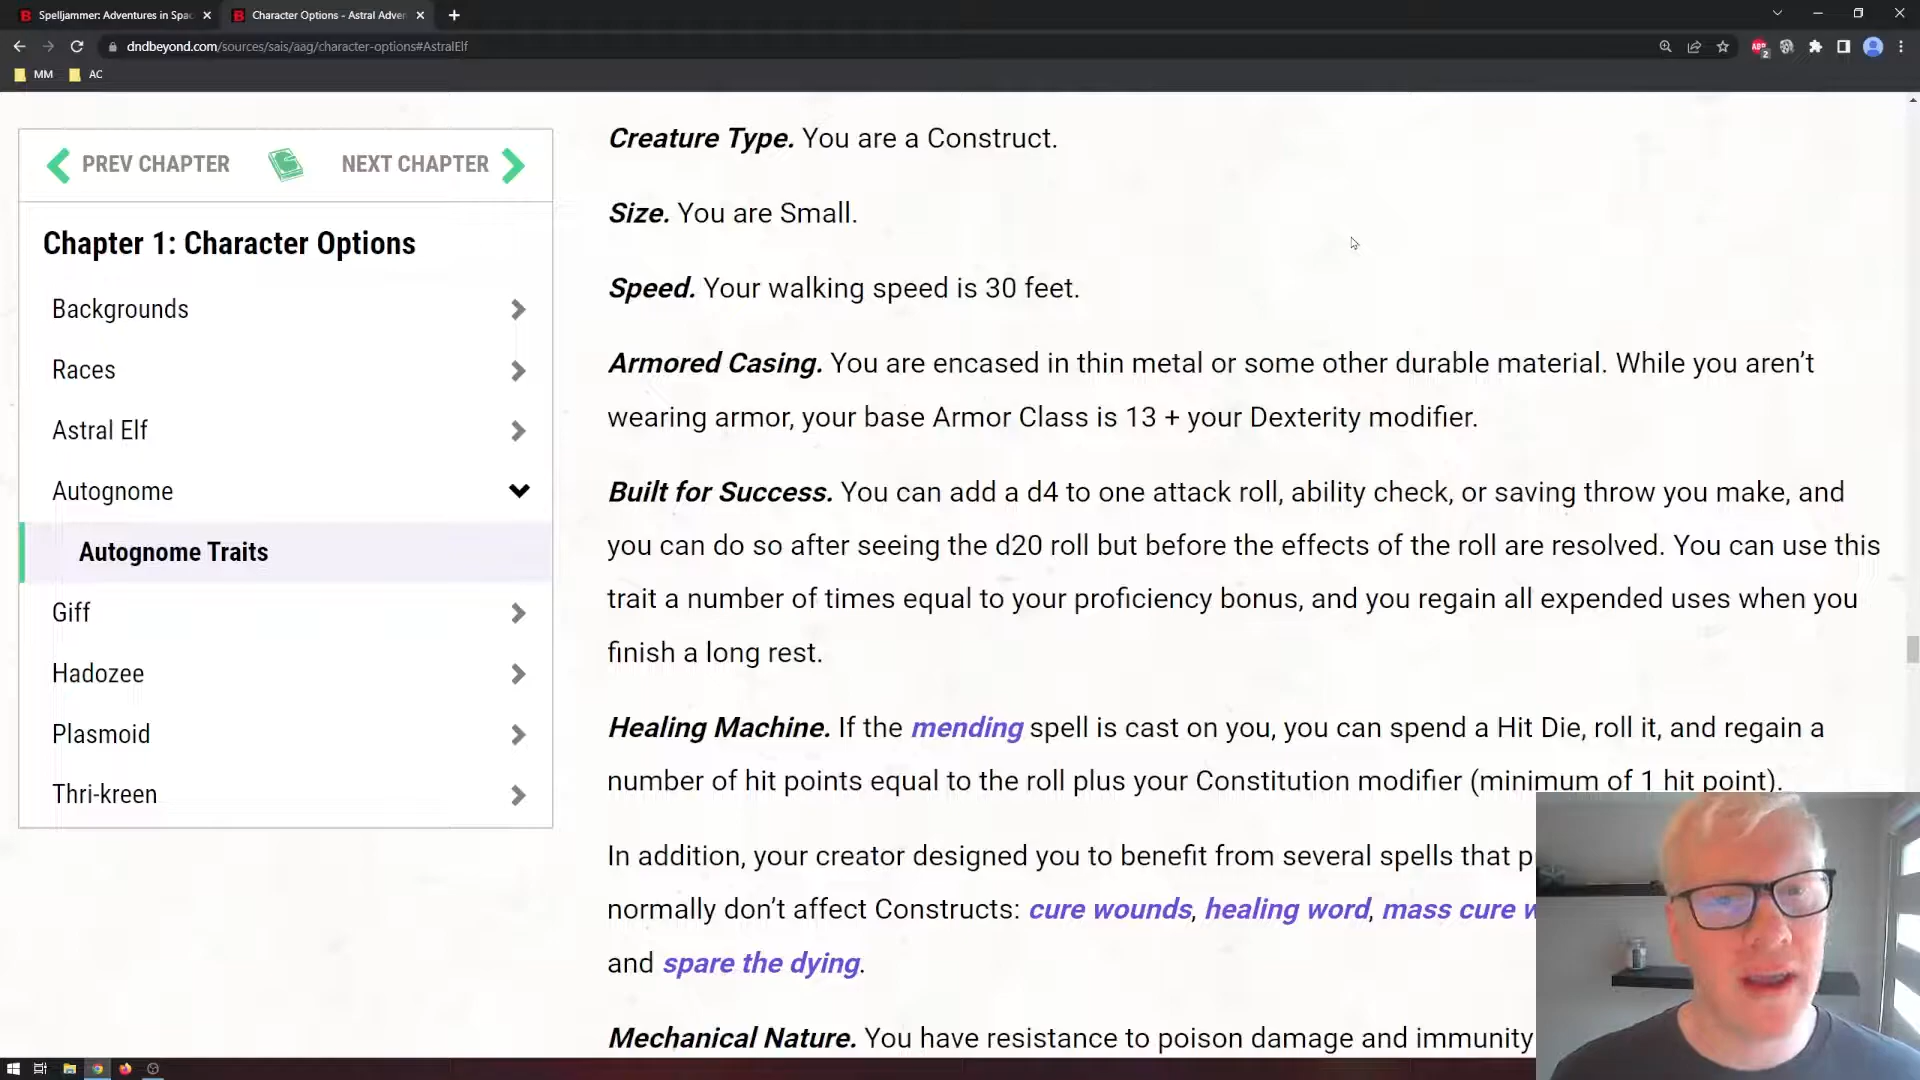 Spelljammer: Adventures in Spac
Character Options - Astral Adven
dndbeyond.com/sources/sais/aag/character-options#AstralElf
MM
AC
PREV CHAPTER
NEXT CHAPTER
Chapter 1: Character Options
Backgrounds
Races
Astral Elf
Autognome
Autognome Traits
Giff
Hadozee
Plasmoid
Thri-kreen
Creature Type. You are a Construct.
Size. You are Small.
Speed. Your walking speed is 30 feet.
Armored Casing. You are encased in thin metal or some other durable material. While you aren’t
wearing armor, your base Armor Class is 13 + your Dexterity modifier.
Built for Success. You can add a d4 to one attack roll, ability check, or saving throw you make, and
you can do so after seeing the d20 roll but before the effects of the roll are resolved. You can use this
trait a number of times equal to your proficiency bonus, and you regain all expended uses when you
finish a long rest.
Healing Machine. If the mending spell is cast on you, you can spend a Hit Die, roll it, and regain a
number of hit points equal to the roll plus your Constitution modifier (minimum of 1 hit point).
In addition, your creator designed you to benefit from several spells that p
normally don’t affect Constructs: cure wounds, healing word, mass cure w
and spare the dying.
Mechanical Nature. You have resistance to poison damage and immunity